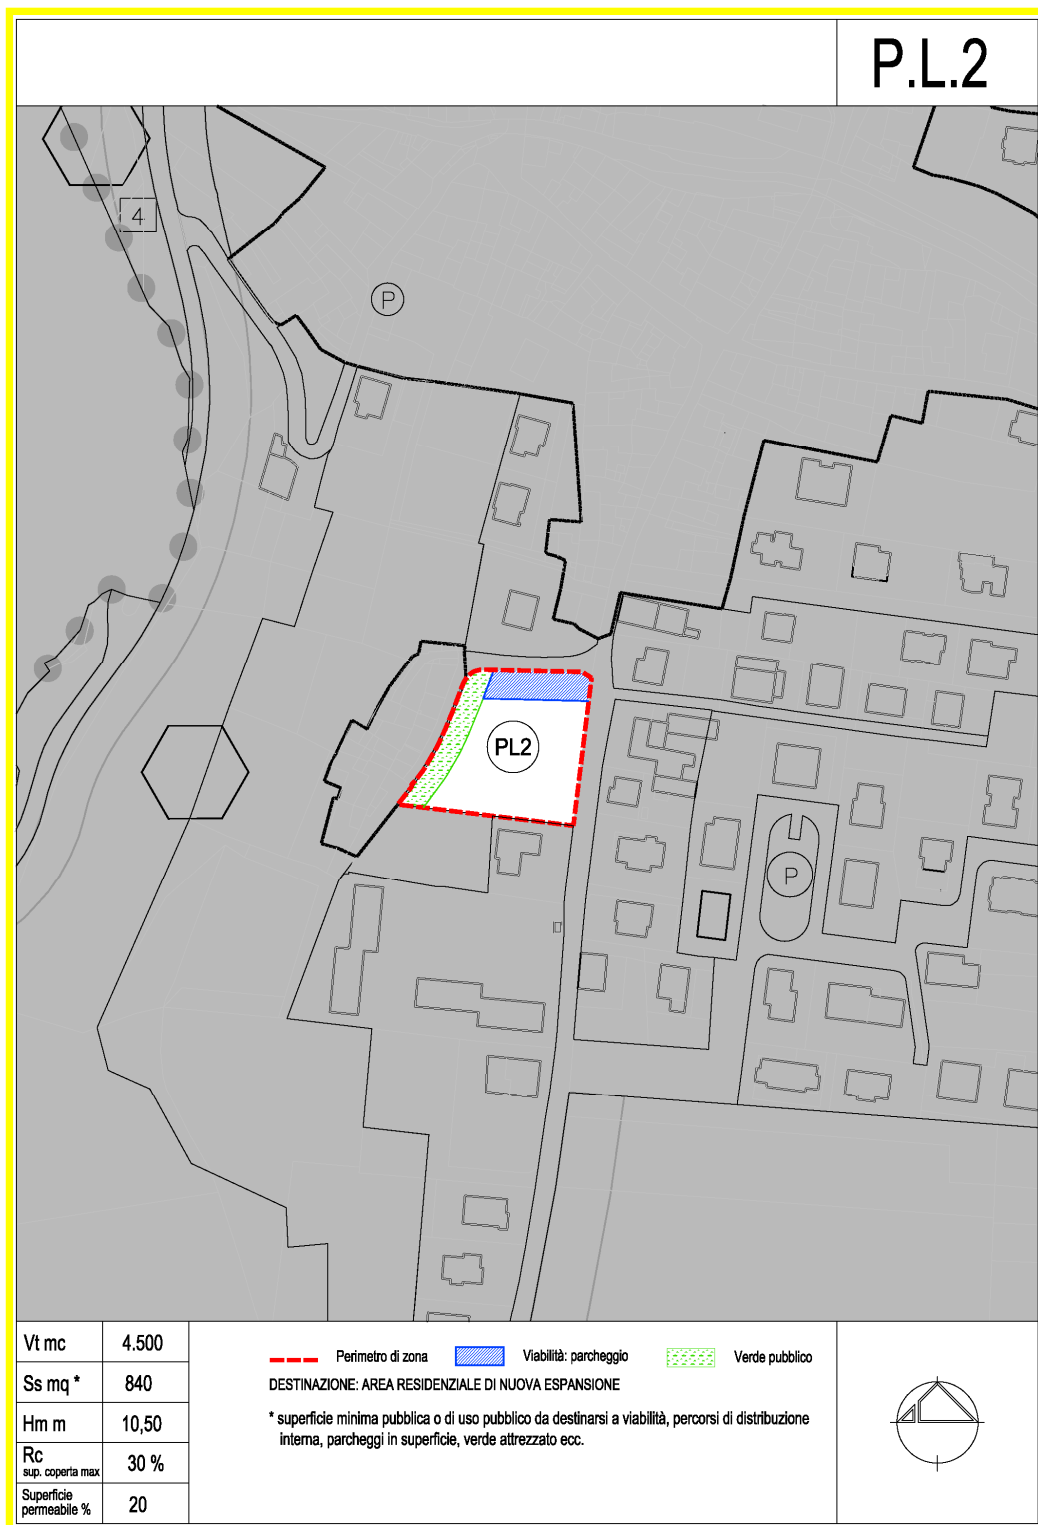 P.L.2
4
P
PL2
P
Vt mc 4.500
Ss mq * 840
Hm m 10,50
Rc
sup. coperta max 30 %
Superficie
permeabile % 20
Perimetro di zona Viabilità: parcheggio Verde pubblico
DESTINAZIONE: AREA RESIDENZIALE DI NUOVA ESPANSIONE
* superficie minima pubblica o di uso pubblico da destinarsi a viabilità, percorsi di distribuzione
interna, parcheggi in superficie, verde attrezzato ecc.